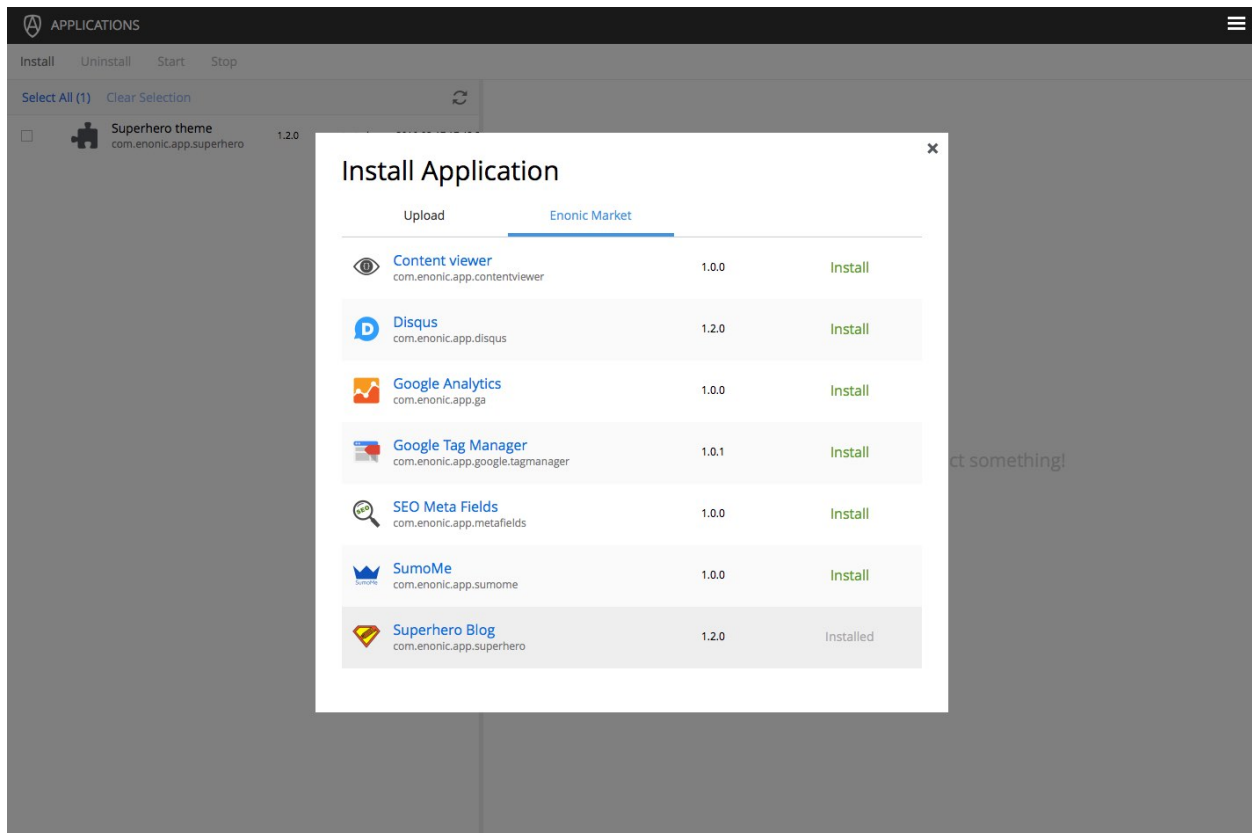 APPLICATIONS
Install Uninstall Start Stop
Select All (1) Clear Selection
Superhero theme
com.enonic.app.superhero
1.2.0
Install Application
Upload Enonic Market
Content viewer
com.enonic.app.contentviewer
1.0.0 Install
Disqus
com.enonic.app.disqus
1.2.0 Install
Google Analytics
com.enonic.app.ga
1.0.0 Install
Google Tag Manager
com.enonic.app.google.tagmanager
1.0.1 Install
SEO
SEO Meta Fields
com.enonic.app.metafields
1.0.0 Install
SumoMe
SumoMe
com.enonic.app.sumome
1.0.0 Install
Superhero Blog
com.enonic.app.superhero
1.2.0 Installed
ct something!